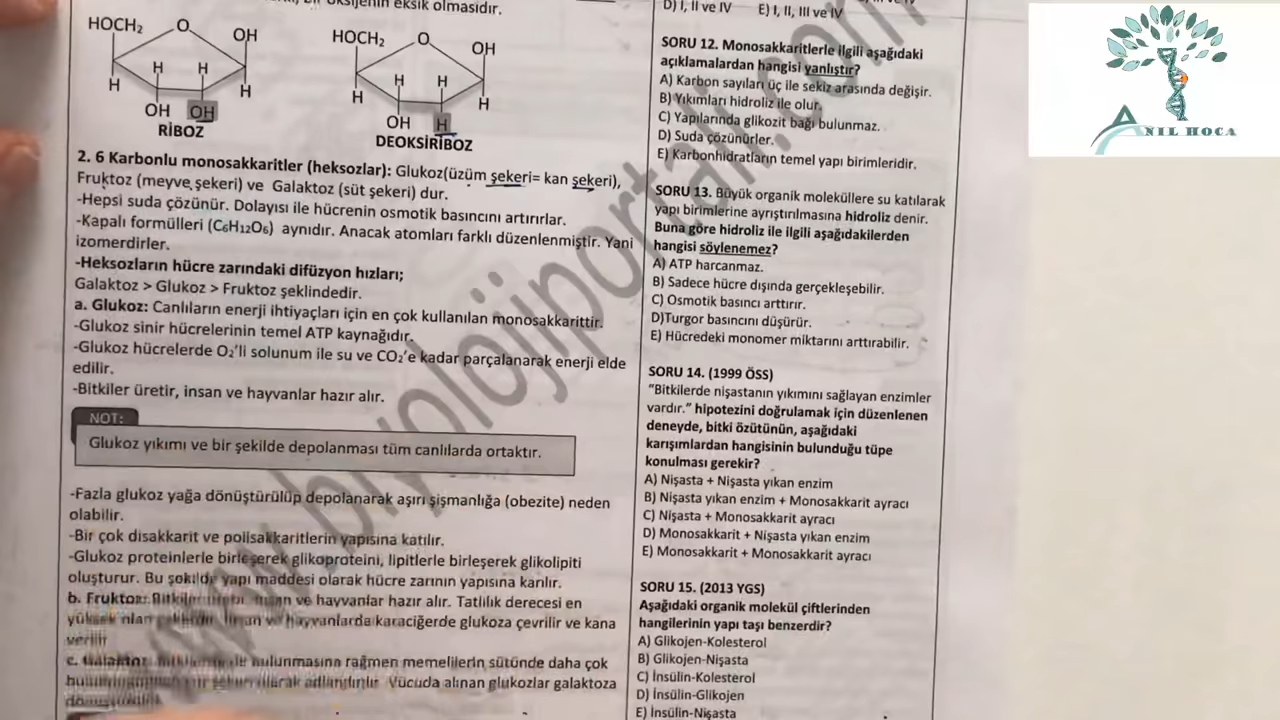 eksik olmasıdır.
HOCH₂ O OH
H H H H
OH OH
RİBOZ
HOCH₂ O OH
H H H H
OH H
DEOKSİRİBOZ
2. 6 Karbonlu monosakkaritler (heksozlar): Glukoz(üzüm şekeri= kan şekeri),
Fruktoz (meyve şekeri) ve Galaktoz (süt şekeri) dur.
-Hepsi suda çözünür. Dolayısı ile hücrenin osmotik basıncını artırırlar.
-Kapalı formülleri (C₆H₁₂O₆) aynıdır. Anacak atomları farklı düzenlenmiştir. Yani
izomerdirler.
-Heksozların hücre zarındaki difüzyon hızları;
Galaktoz > Glukoz > Fruktoz şeklindedir.
a. Glukoz: Canlıların enerji ihtiyaçları için en çok kullanılan monosakkarittir.
-Glukoz sinir hücrelerinin temel ATP kaynağıdır.
-Glukoz hücrelerde O₂'li solunum ile su ve CO₂'e kadar parçalanarak enerji elde
edilir.
-Bitkiler üretir, insan ve hayvanlar hazır alır.
NOT:
Glukoz yıkımı ve bir şekilde depolanması tüm canlılarda ortaktır.
-Fazla glukoz yağa dönüştürülüp depolanarak aşırı şişmanlığa (obezite) neden
olabilir.
-Bir çok disakkarit ve polisakkaritlerin yapısına katılır.
-Glukoz proteinlerle birleşerek glikoproteini, lipitlerle birleşerek glikolipiti
oluşturur. Bu şekilde yapı maddesi olarak hücre zarının yapısına katılır.
b. Fruktoz: ve hayvanlar hazır alır. Tatlılık derecesi en
hayvanlarda karaciğerde glukoza çevrilir ve kana
verilir
c. bulunmasına rağmen memelilerin sütünde daha çok
olarak adlandırılır. Vücuda alınan glukozlar galaktoza
D) I, II ve IV E) I, II, III ve IV
SORU 12. Monosakkaritlerle ilgili aşağıdaki
açıklamalardan hangisi yanlıştır?
A) Karbon sayıları üç ile sekiz arasında değişir.
B) Yıkımları hidroliz ile olur.
C) Yapılarında glikozit bağı bulunmaz.
D) Suda çözünürler.
E) Karbonhidratların temel yapı birimleridir.
SORU 13. Büyük organik moleküllere su katılarak
yapı birimlerine ayrıştırılmasına hidroliz denir.
Buna göre hidroliz ile ilgili aşağıdakilerden
hangisi söylenemez?
A) ATP harcanmaz.
B) Sadece hücre dışında gerçekleşebilir.
C) Osmotik basıncı arttırır.
D)Turgor basıncını düşürür.
E) Hücredeki monomer miktarını arttırabilir.
SORU 14. (1999 ÖSS)
“Bitkilerde nişastanın yıkımını sağlayan enzimler
vardır.” hipotezini doğrulamak için düzenlenen
deneyde, bitki özütünün, aşağıdaki
karışımlardan hangisinin bulunduğu tüpe
konulması gerekir?
A) Nişasta + Nişasta yıkan enzim
B) Nişasta yıkan enzim + Monosakkarit ayracı
C) Nişasta + Monosakkarit ayracı
D) Monosakkarit + Nişasta yıkan enzim
E) Monosakkarit + Monosakkarit ayracı
SORU 15. (2013 YGS)
Aşağıdaki organik molekül çiftlerinden
hangilerinin yapı taşı benzerdir?
A) Glikojen-Kolesterol
B) Glikojen-Nişasta
C) İnsülin-Kolesterol
D) İnsülin-Glikojen
E) İnsülin-Nişasta
www.biyolojiportali.com
ANIL HOCA